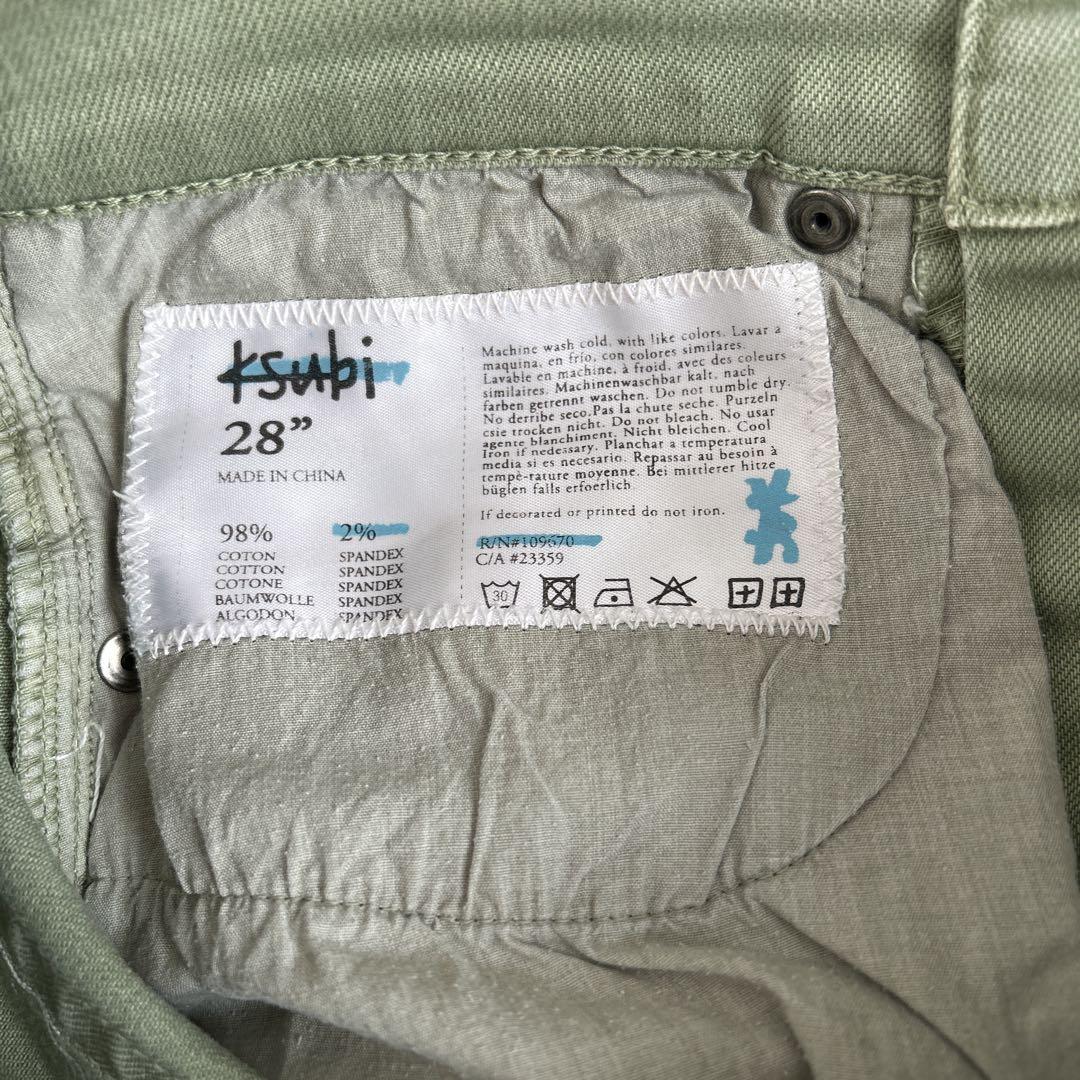 ksubi
28”
MADE IN CHINA
98%
COTON
COTTON
COTONE
BAUMWOLLE
ALGODON
2%
SPANDEX
SPANDEX
SPANDEX
SPANDEX
SPANDEX
Machine wash cold, with like colors. Lavar a
maquina, en frio, con colores similares.
Lavable en machine, à froid, avec des couleurs
similaires. Machinenwaschbar kalt, nach
farben getrennt waschen. Do not tumble dry.
No derribe seco.Pas la chute seche. Purzeln
csie trocken nicht. Do not bleach. No usar
agente blanchiment. Nicht bleichen. Cool
Iron if nedessary. Planchar a temperatura
media si es necesario. Repassar au besoin à
tempè-rature moyenne. Bei mittlerer hitze
büglen falls erfoerlich
If decorated or printed do not iron.
R/N#109670
C/A #23359
30